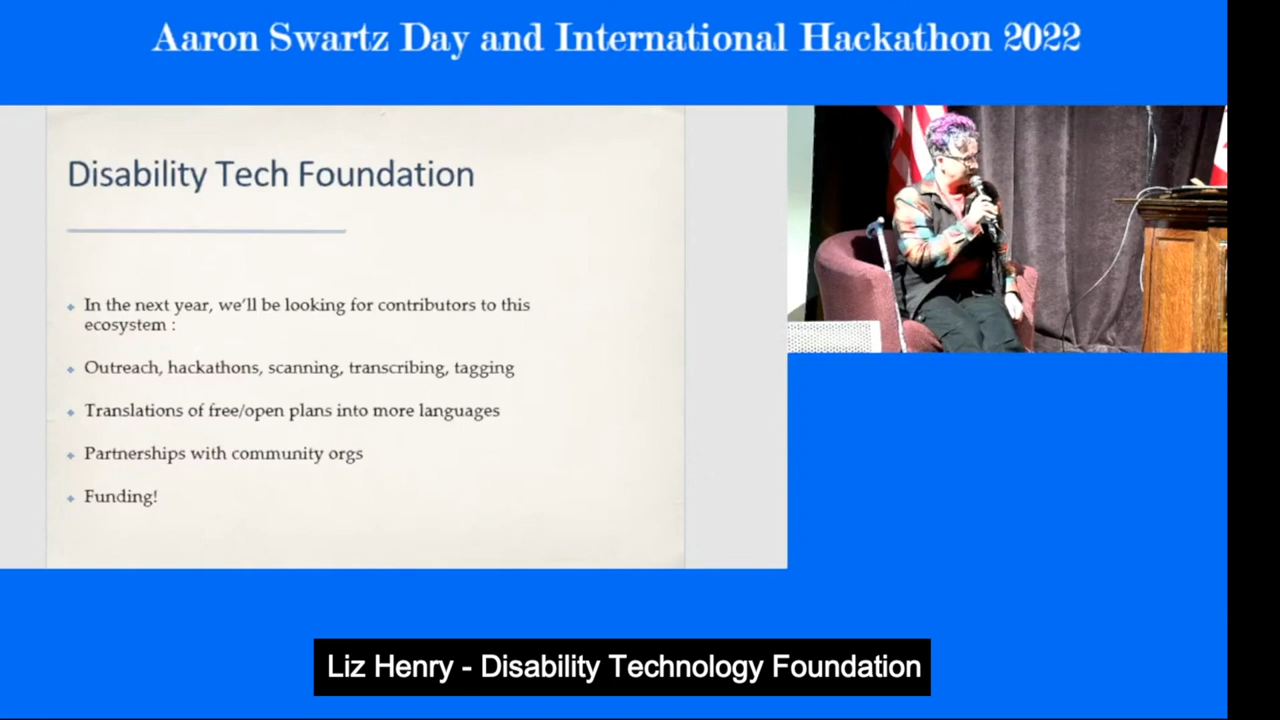 Aaron Swartz Day and International Hackathon 2022
Disability Tech Foundation
In the next year, we'll be looking for contributors to this
ecosystem :
Outreach, hackathons, scanning, transcribing, tagging
Translations of free/open plans into more languages
Partnerships with community orgs
Funding!
Liz Henry - Disability Technology Foundation